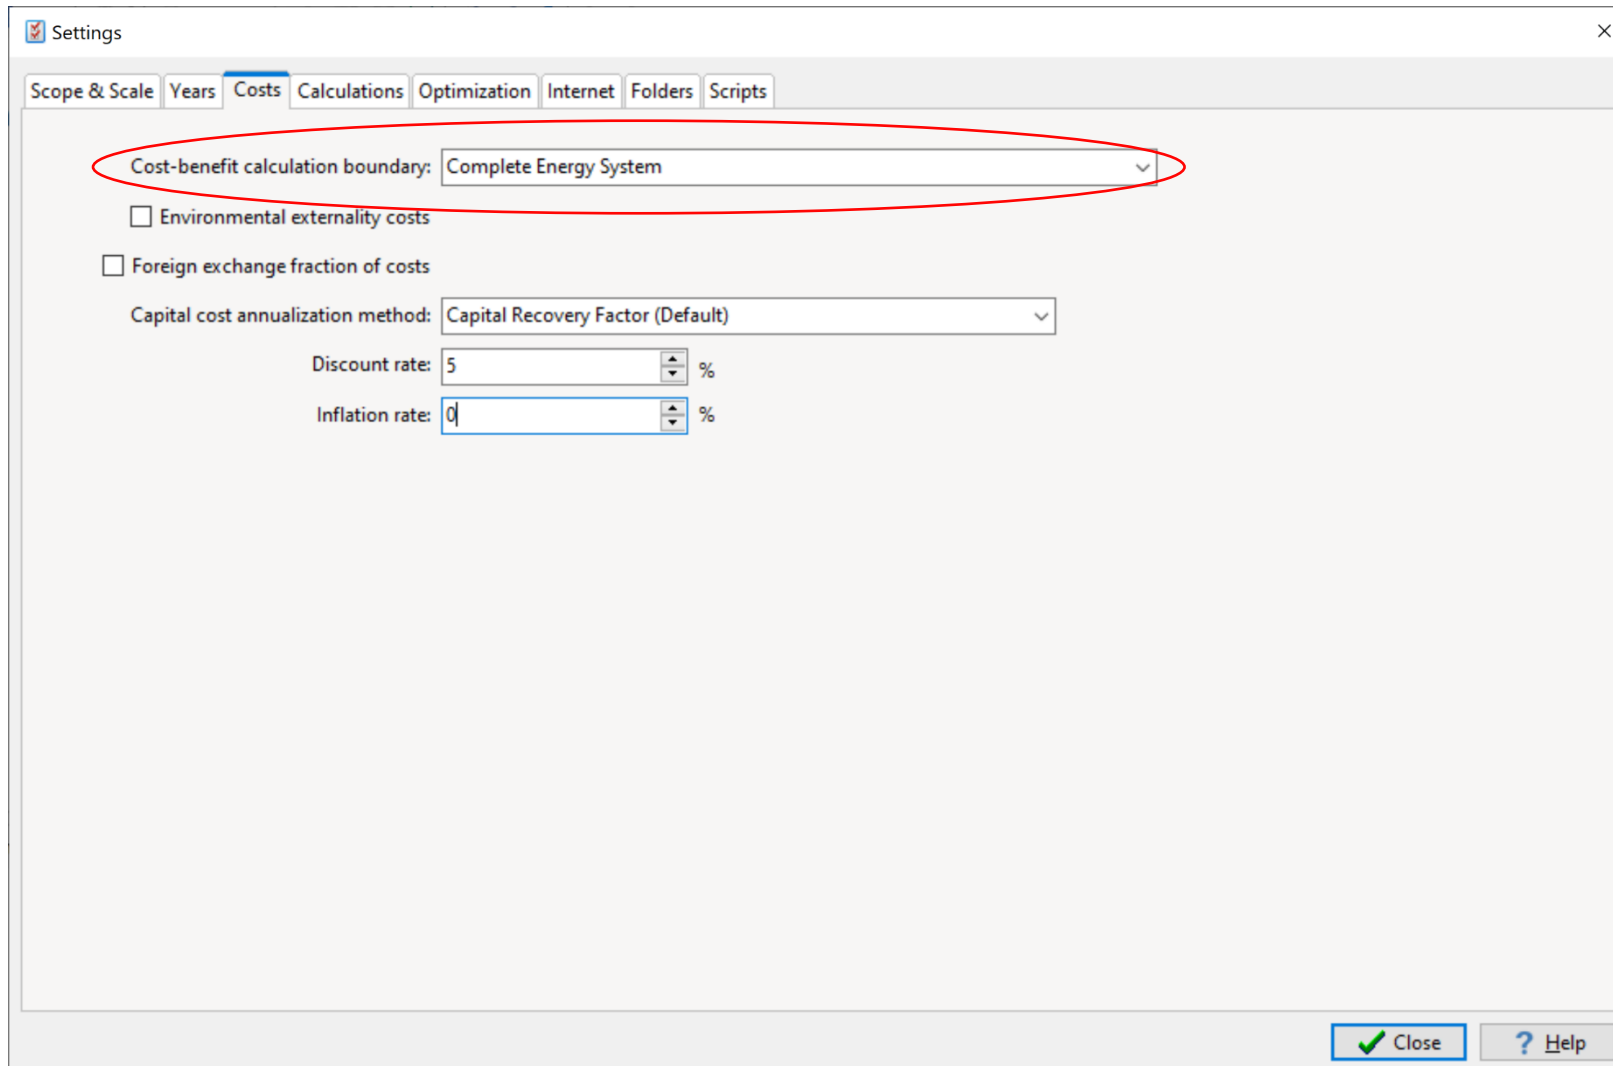 Settings
Scope & Scale Years Costs Calculations Optimization Internet Folders Scripts
Cost-benefit calculation boundary: Complete Energy System
Environmental externality costs
Foreign exchange fraction of costs
Capital cost annualization method: Capital Recovery Factor (Default)
Discount rate: 5 %
Inflation rate: 0 %
Close ? Help